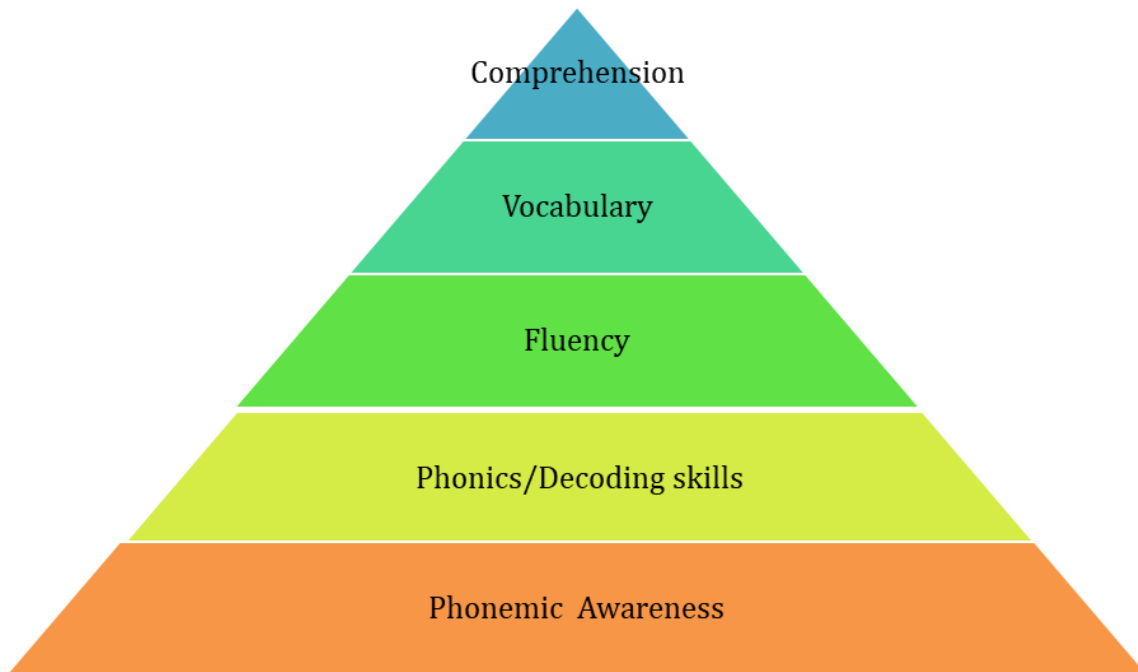 Comprehension
Vocabulary
Fluency
Phonics/Decoding skills
Phonemic  Awareness